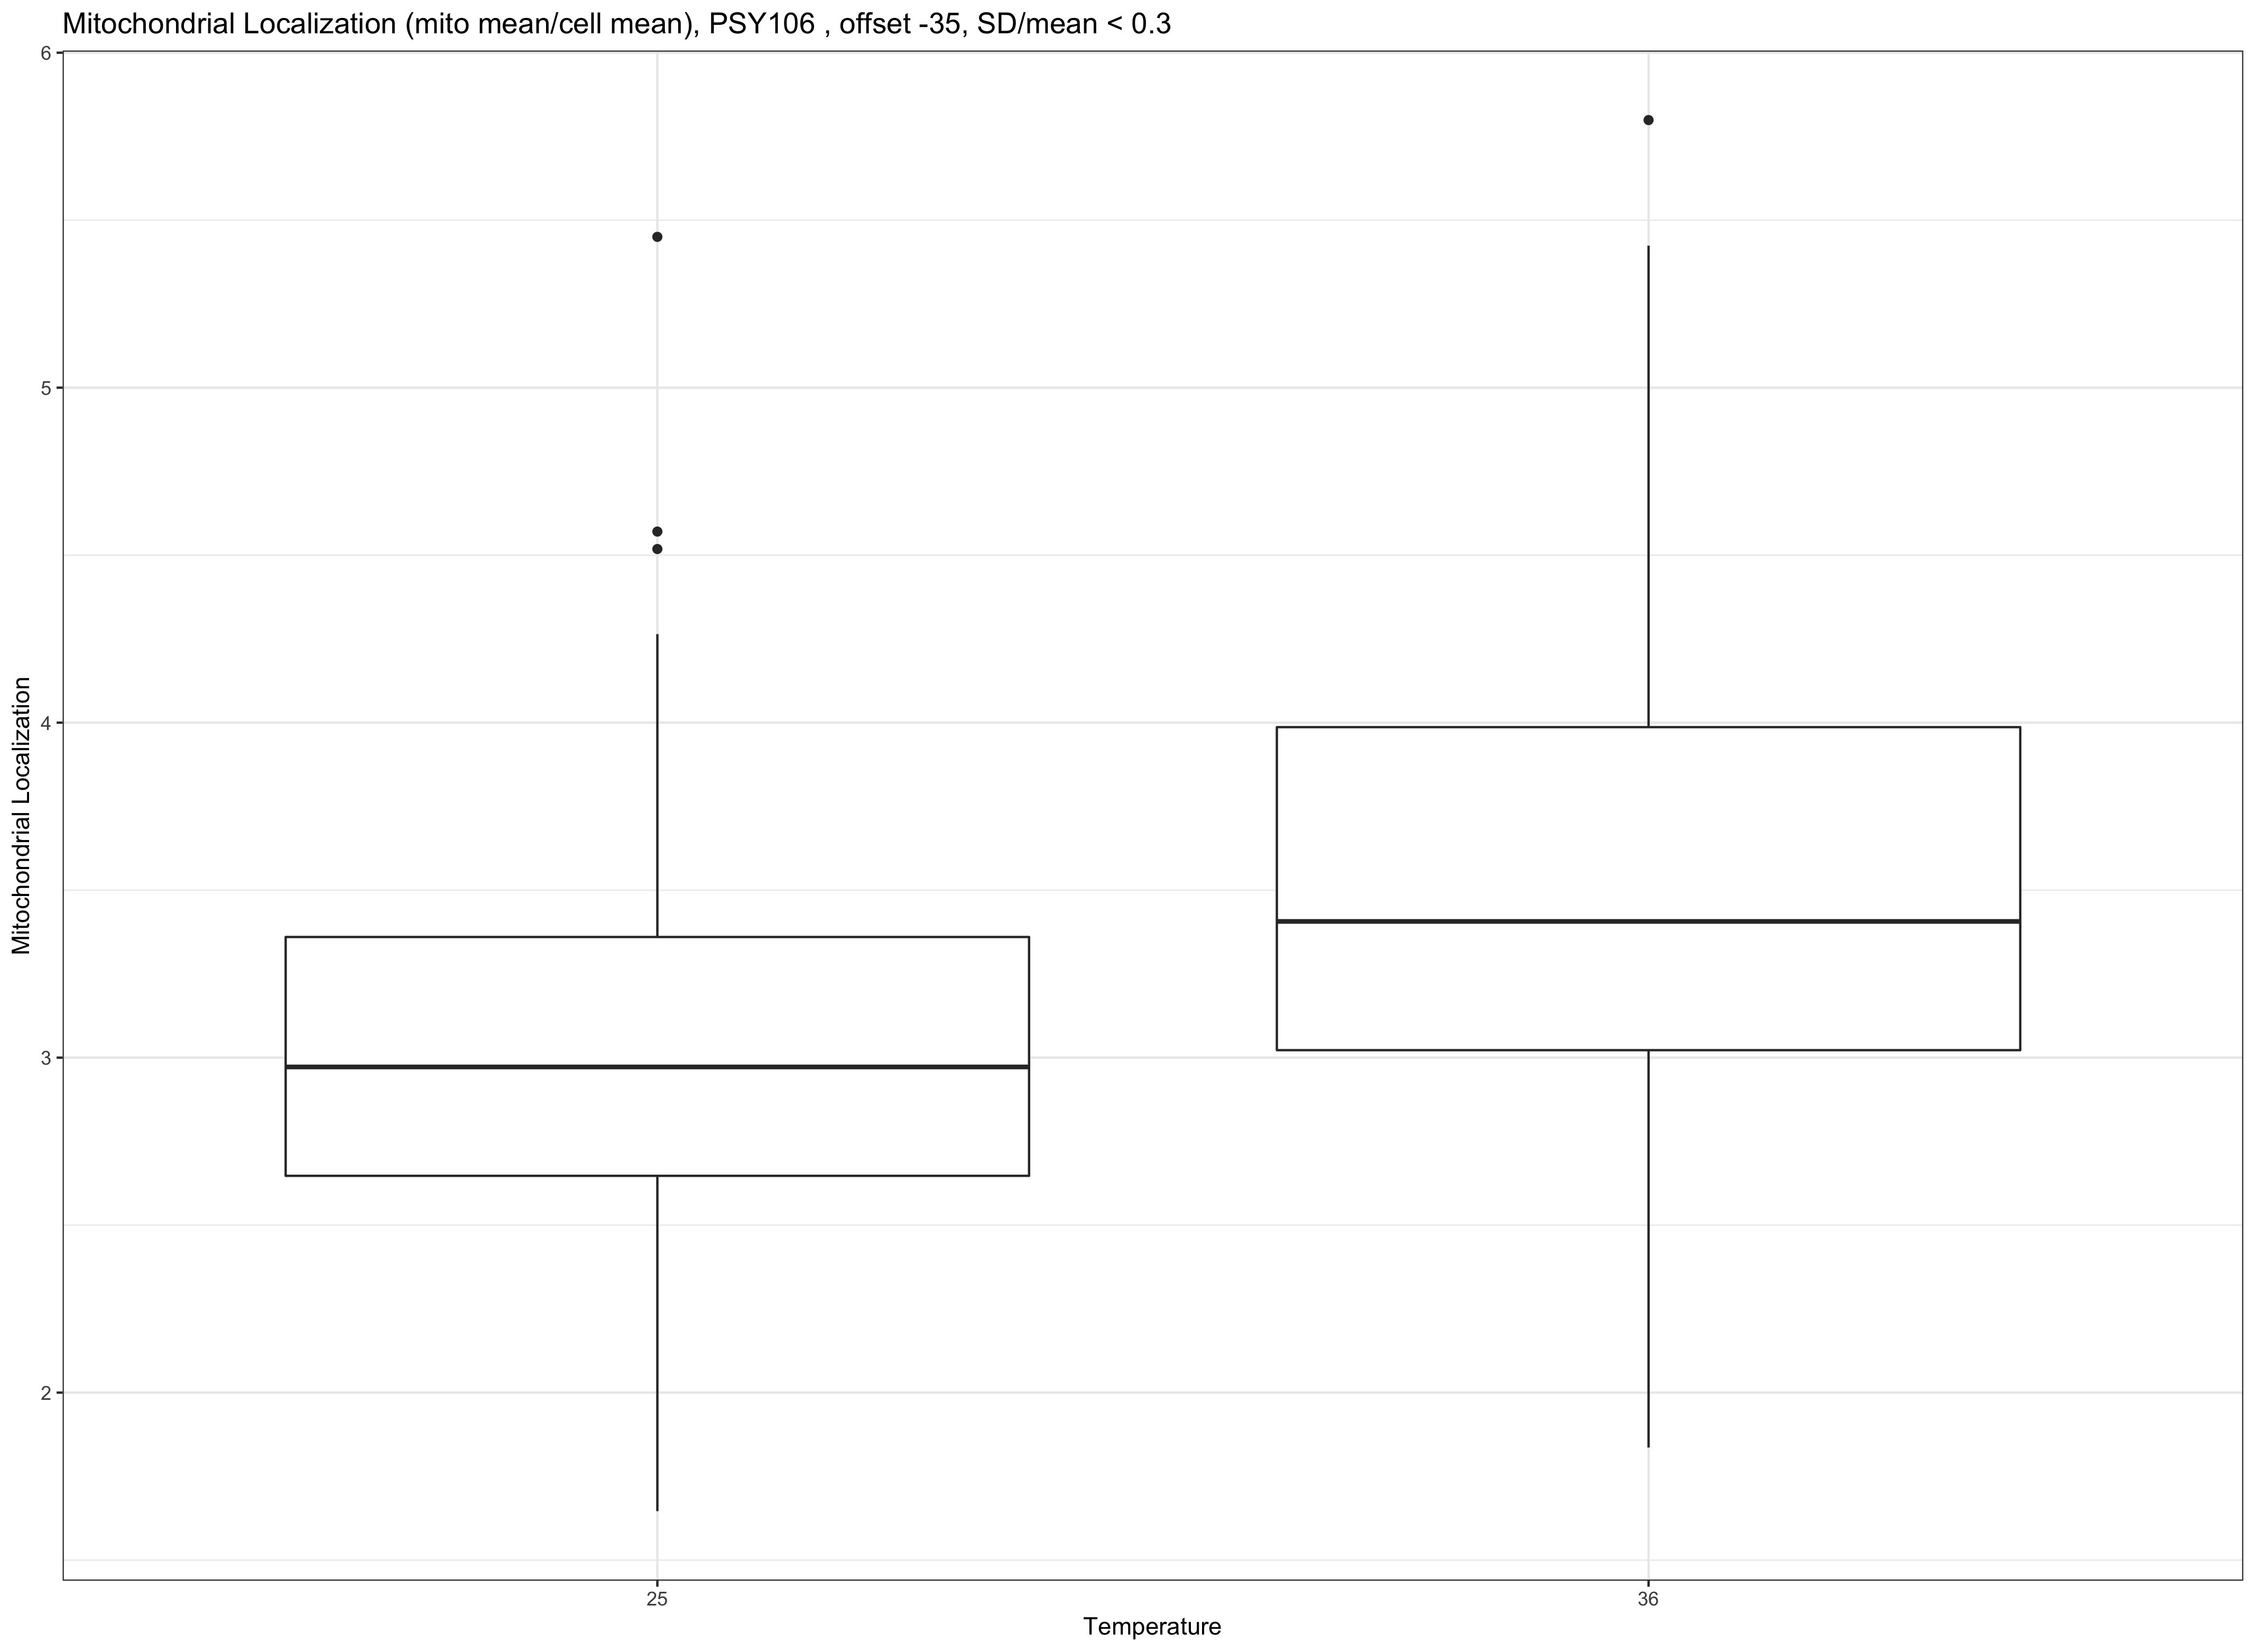 Mitochondrial Localization (mito mean/cell mean), PSY106 , offset -35, SD/mean < 0.3
6
5
4
3
2
Mitochondrial Localization
25
36
Temperature